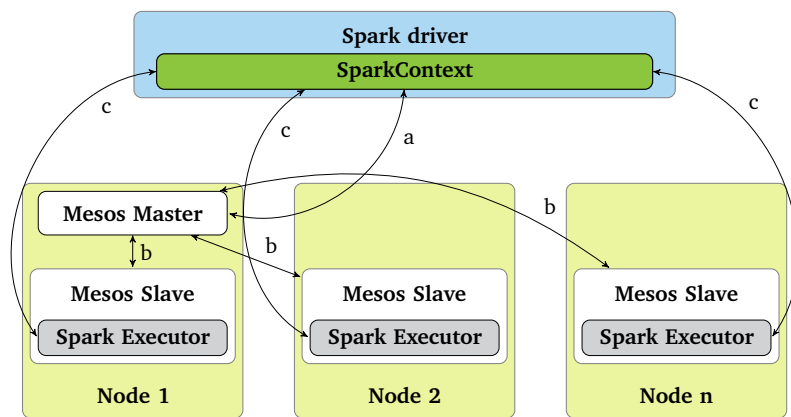 Spark driver
SparkContext
c
c
a
c
Mesos Master
b
b
b
Mesos Slave
Mesos Slave
Mesos Slave
Spark Executor
Spark Executor
Spark Executor
Node 1
Node 2
Node n